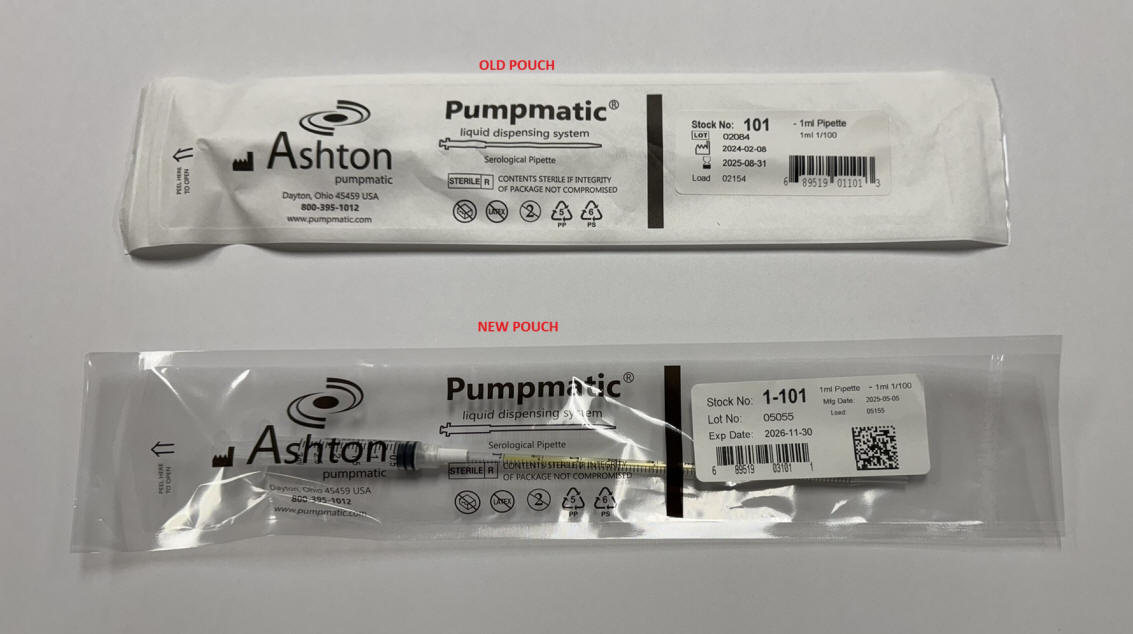 OLD POUCH
PEEL HERE
TO OPEN
Ashton
pumpmatic
Dayton, Ohio 45459 USA
800-395-1012
www.pumpmatic.com
Pumpmatic®
liquid dispensing system
Serological Pipette
STERILE R
CONTENTS STERILE IF INTEGRITY
OF PACKAGE NOT COMPROMISED
LATEX
2
5
PP
6
PS
Stock No: 101 - 1ml Pipette
LOT 02084 1ml 1/100
2024-02-08
2025-08-31
Load 02154
6 89519 01101 3
NEW POUCH
PEEL HERE
TO OPEN
Ashton
pumpmatic
Dayton, Ohio 45459 USA
800-395-1012
www.pumpmatic.com
Pumpmatic®
liquid dispensing system
Serological Pipette
STERILE R
CONTENTS STERILE IF INTEGRITY
OF PACKAGE NOT COMPROMISED
LATEX
2
5
PP
6
PS
Stock No: 1-101
Lot No: 05055
Exp Date: 2026-11-30
6 89519 03101 1
1ml Pipette - 1ml 1/100
Mfg Date: 2025-05-05
Load: 05155